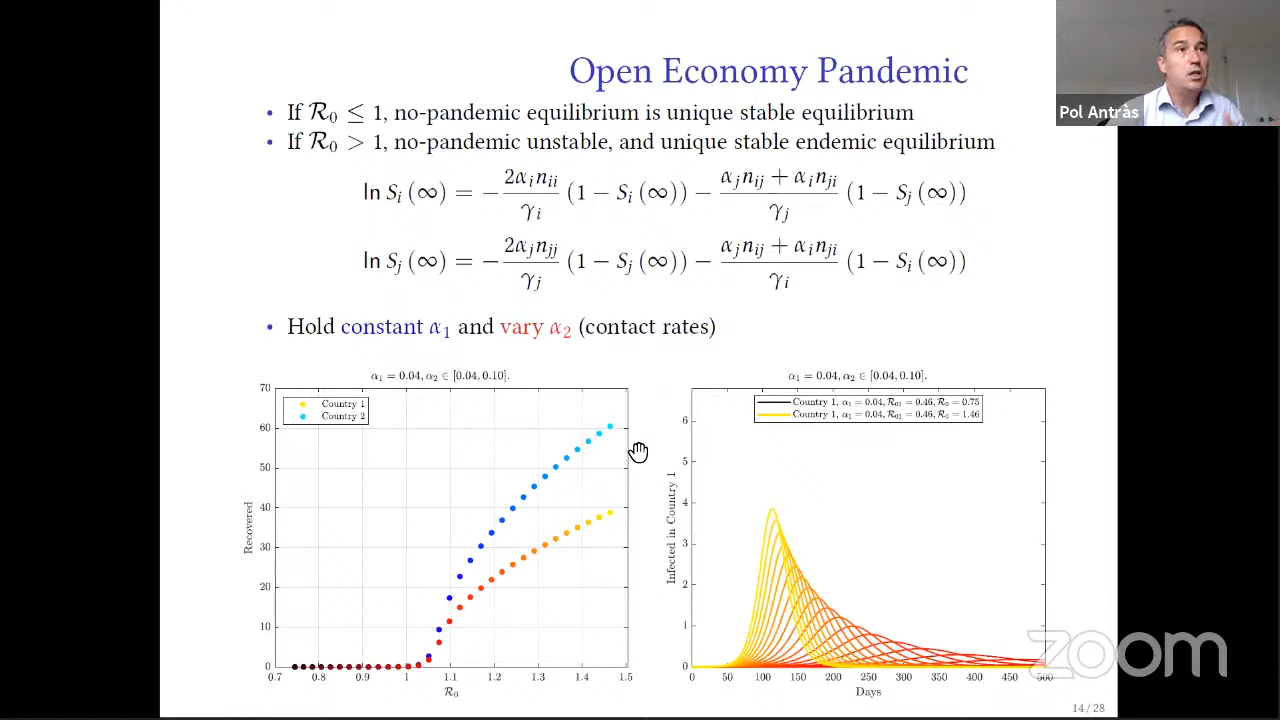 Open Economy Pandemic
Pol Antràs
• If R₀ ≤ 1, no-pandemic equilibrium is unique stable equilibrium
• If R₀ > 1, no-pandemic unstable, and unique stable endemic equilibrium
ln Sᵢ (∞) = − 2αᵢnᵢᵢ / γᵢ (1 − Sᵢ (∞)) − αⱼnᵢⱼ + αᵢnⱼᵢ / γⱼ (1 − Sⱼ (∞))
ln Sⱼ (∞) = − 2αⱼnⱼⱼ / γⱼ (1 − Sⱼ (∞)) − αⱼnᵢⱼ + αᵢnⱼᵢ / γᵢ (1 − Sᵢ (∞))
• Hold constant α₁ and vary α₂ (contact rates)
α₁ = 0.04, α₂ ∈ [0.04, 0.10].
Country 1
Country 2
70
60
50
40
30
20
10
0
Recovered
0.7 0.8 0.9 1 1.1 1.2 1.3 1.4 1.5
R₀
α₁ = 0.04, α₂ ∈ [0.04, 0.10].
Country 1, α₁ = 0.04, R₀₁ = 0.46, R₀ = 0.75
Country 1, α₁ = 0.04, R₀₁ = 0.46, R₀ = 1.46
6
5
4
3
2
1
0
Infected in Country 1
0 50 100 150 200 250 300 350 400 450 500
Days
zoom
14 / 28